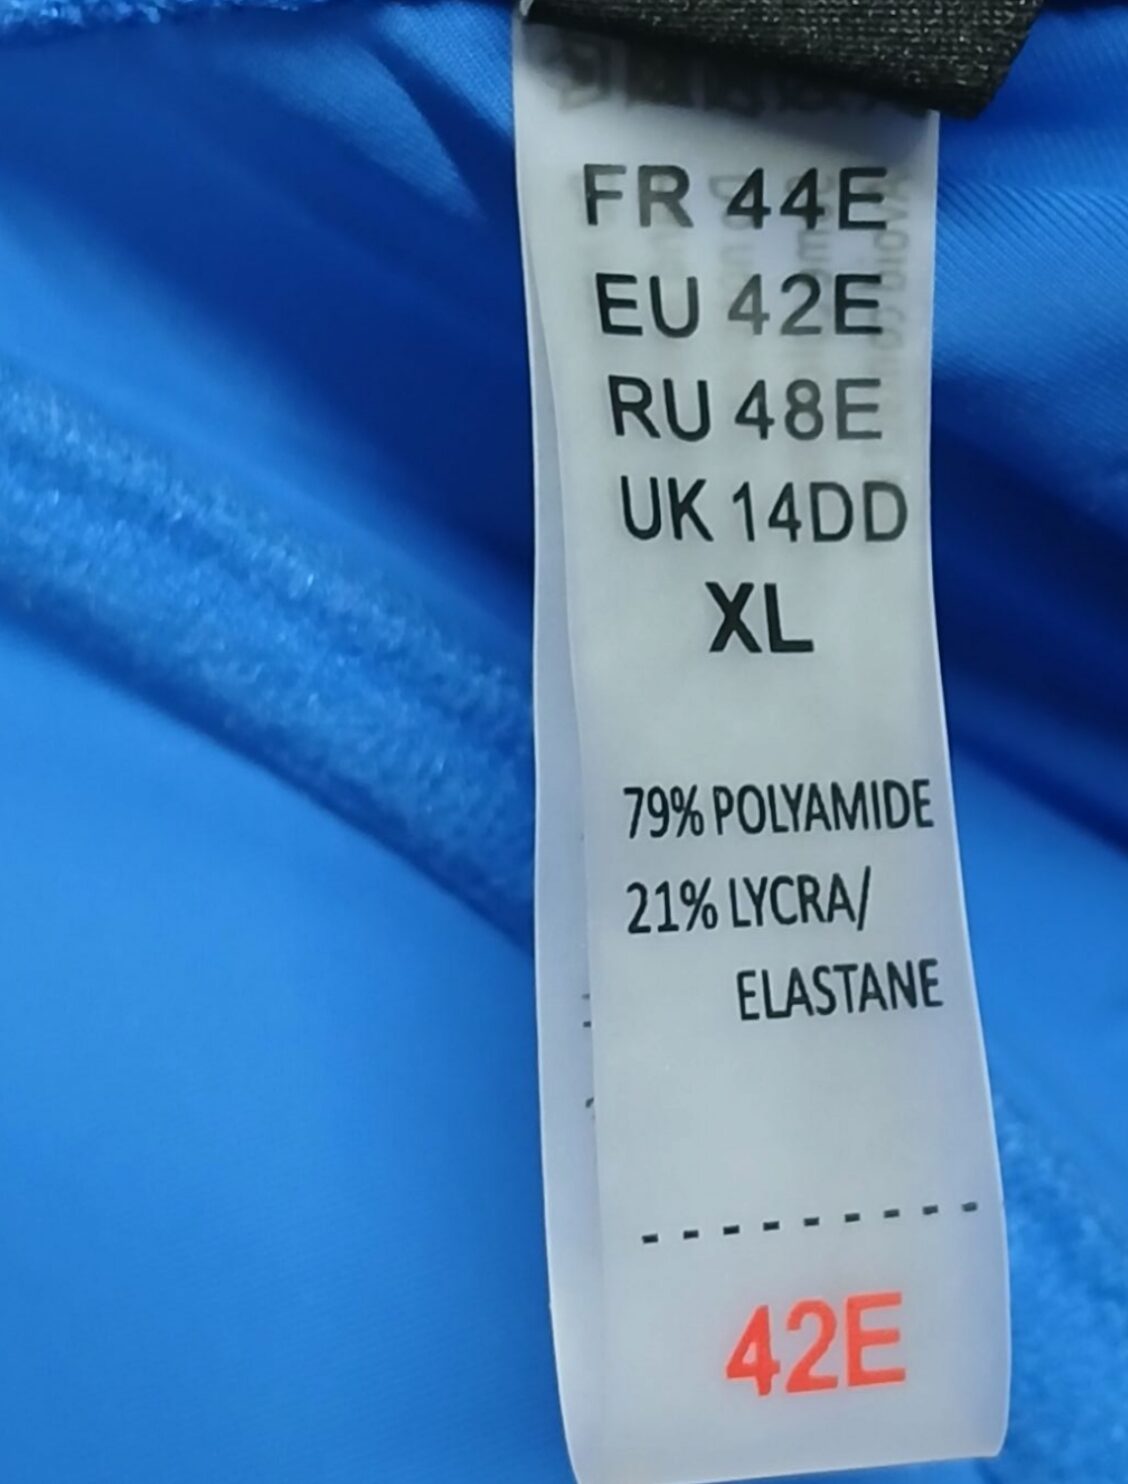 FR 44E
EU 42E
RU 48E
UK 14DD
XL
79% POLYAMIDE
21% LYCRA/
ELASTANE
---------
42E